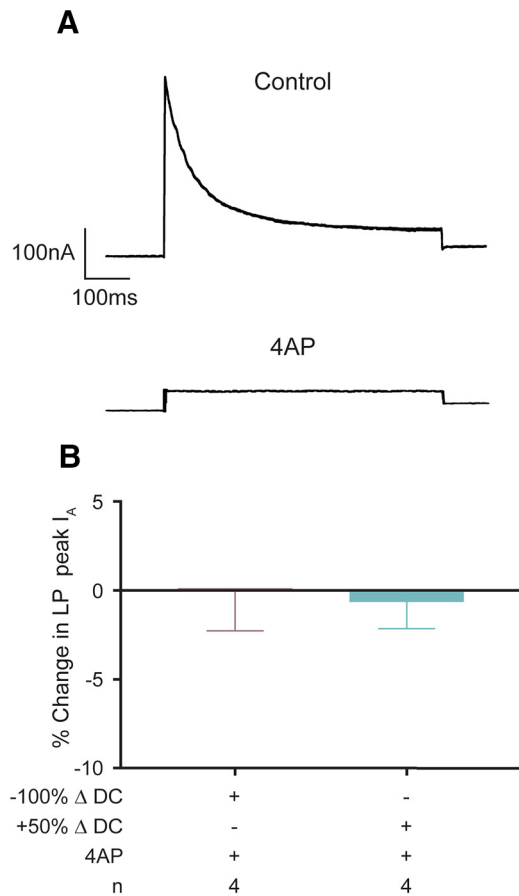 A
Control
100nA
100ms
4AP
B
% Change in LP peak I_A
5
0
-5
-10
-100% Δ DC + -
+50% Δ DC - +
4AP + +
n 4 4